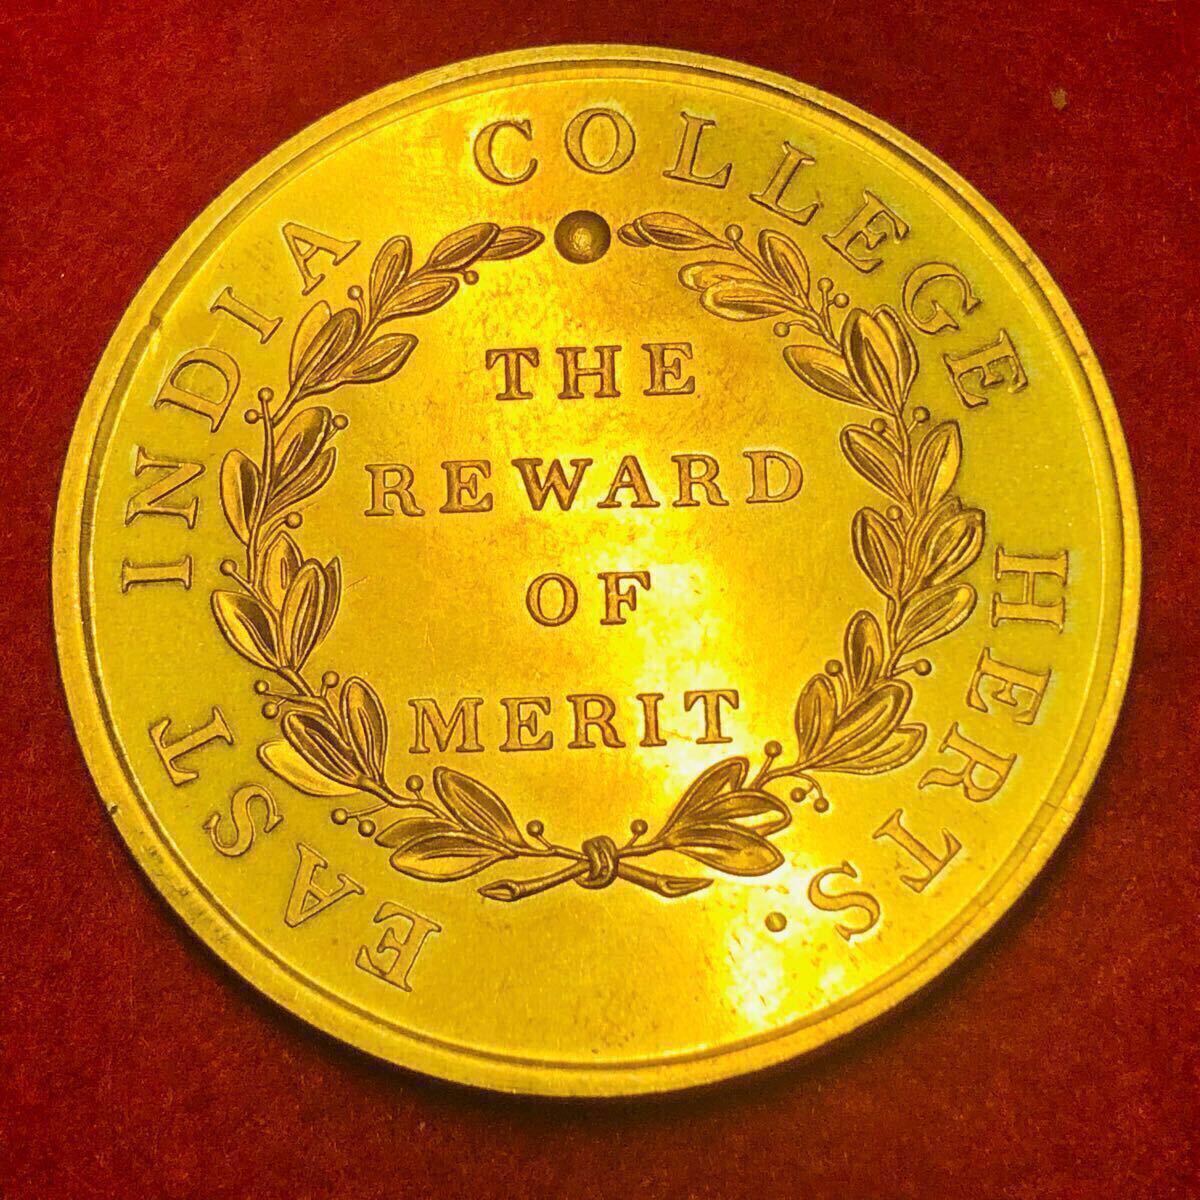 EAST INDIA COLLEGE HERTS.
THE
REWARD
OF
MERIT